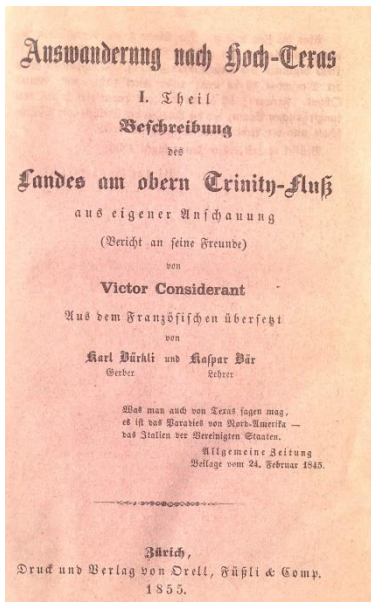 Auswanderung nach Hoch-Texas
I. Theil
Beschreibung
des
Landes am obern Trinity-Fluß
aus eigener Anschauung
(Bericht an seine Freunde)
von
Victor Considerant
Aus dem Französischen übersetzt
von
Karl Bürkli und Kaspar Bär
Gerber Lehrer
Was man auch von Texas sagen mag,
es ist das Paradies von Nord-Amerika —
das Italien der Vereinigten Staaten.
Allgemeine Zeitung
Beilage vom 24. Februar 1845.
Zürich,
Druck und Verlag von Orell, Füßli & Comp.
1855.